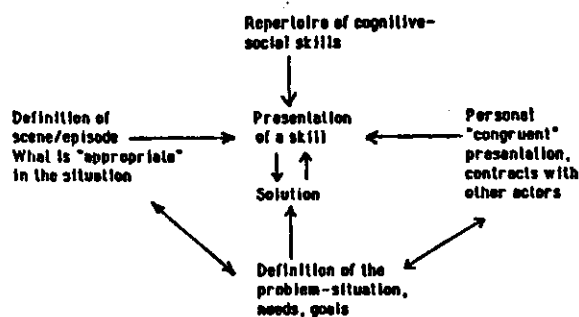 Repertoire of cognitive-
social skills
Definition of
scene/episode
What is "appropriate"
in the situation
Presentation
of a skill
Solution
Personal
"congruent"
presentation,
contracts with
other actors
Definition of the
problem-situation,
needs, goals